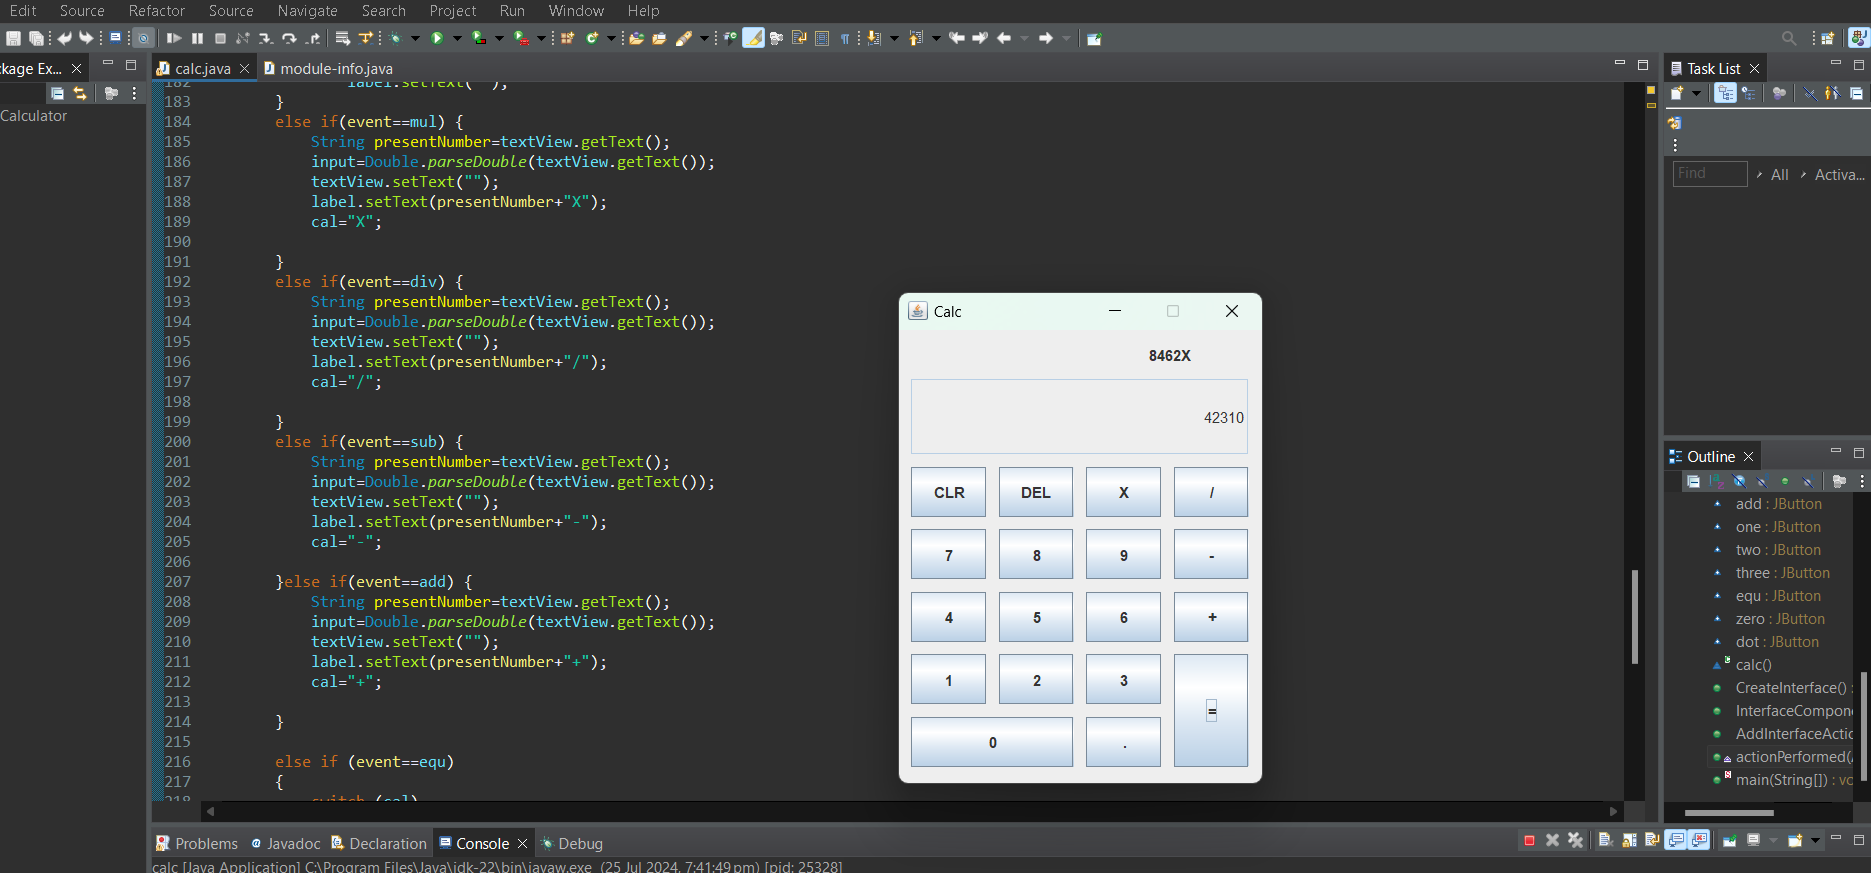 Edit Source Refactor Source Navigate Search Project Run Window Help
ckage Ex...
calc.java module-info.java
Task List
Calculator
Find All Activa...
183 }
184 else if(event==mul) {
185 String presentNumber=textView.getText();
186 input=Double.parseDouble(textView.getText());
187 textView.setText("");
188 label.setText(presentNumber+"X");
189 cal="X";
190
191 }
192 else if(event==div) {
193 String presentNumber=textView.getText();
194 input=Double.parseDouble(textView.getText());
195 textView.setText("");
196 label.setText(presentNumber+"/");
197 cal="/";
198
199 }
200 else if(event==sub) {
201 String presentNumber=textView.getText();
202 input=Double.parseDouble(textView.getText());
203 textView.setText("");
204 label.setText(presentNumber+"-");
205 cal="-";
206
207 }else if(event==add) {
208 String presentNumber=textView.getText();
209 input=Double.parseDouble(textView.getText());
210 textView.setText("");
211 label.setText(presentNumber+"+");
212 cal="+";
213
214 }
215
216 else if (event==equ)
217 {
218 switch (cal)
Calc
8462X
42310
CLR DEL X /
7 8 9 -
4 5 6 +
1 2 3
=
0 .
Outline
add : JButton
one : JButton
two : JButton
three : JButton
equ : JButton
zero : JButton
dot : JButton
calc()
CreateInterface() :
InterfaceCompon
AddInterfaceActic
actionPerformed(
main(String[]) : vo
Problems Javadoc Declaration Console Debug
calc [Java Application] C:\Program Files\Java\jdk-22\bin\javaw.exe (25 Jul 2024, 7:41:49 pm) [pid: 25328]